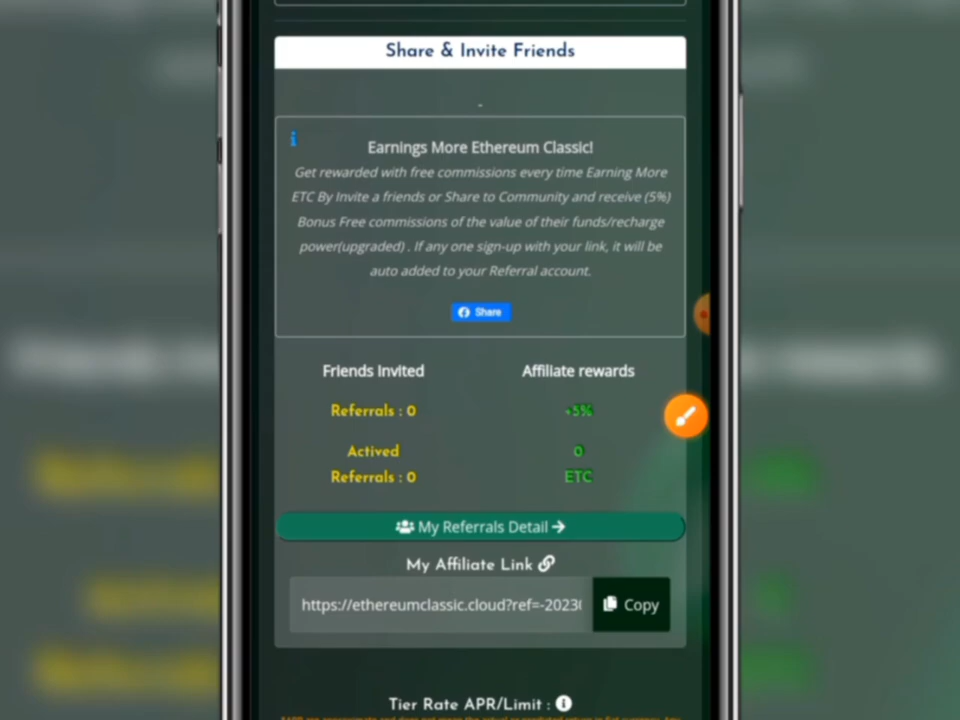 Share & Invite Friends
-
Earnings More Ethereum Classic!
Get rewarded with free commissions every time Earning More
ETC By Invite a friends or Share to Community and receive (5%)
Bonus Free commissions of the value of their funds/recharge
power(upgraded) . If any one sign-up with your link, it will be
auto added to your Referral account.
Share
Friends Invited Affiliate rewards
Referrals : 0 +5%
Actived 0
Referrals : 0 ETC
My Referrals Detail →
My Affiliate Link
https://ethereumclassic.cloud?ref=-2023 Copy
Tier Rate APR/Limit :